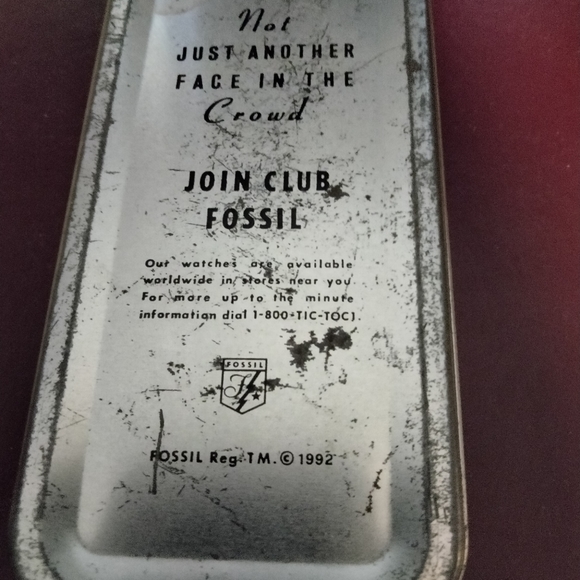 Not
JUST ANOTHER
FACE IN THE
Crowd
JOIN CLUB
FOSSIL
Our watches are available
worldwide in stores near you.
For more up to the minute
information dial 1-800-TIC-TOC1.
FOSSIL
F
FOSSIL Reg. TM. © 1992